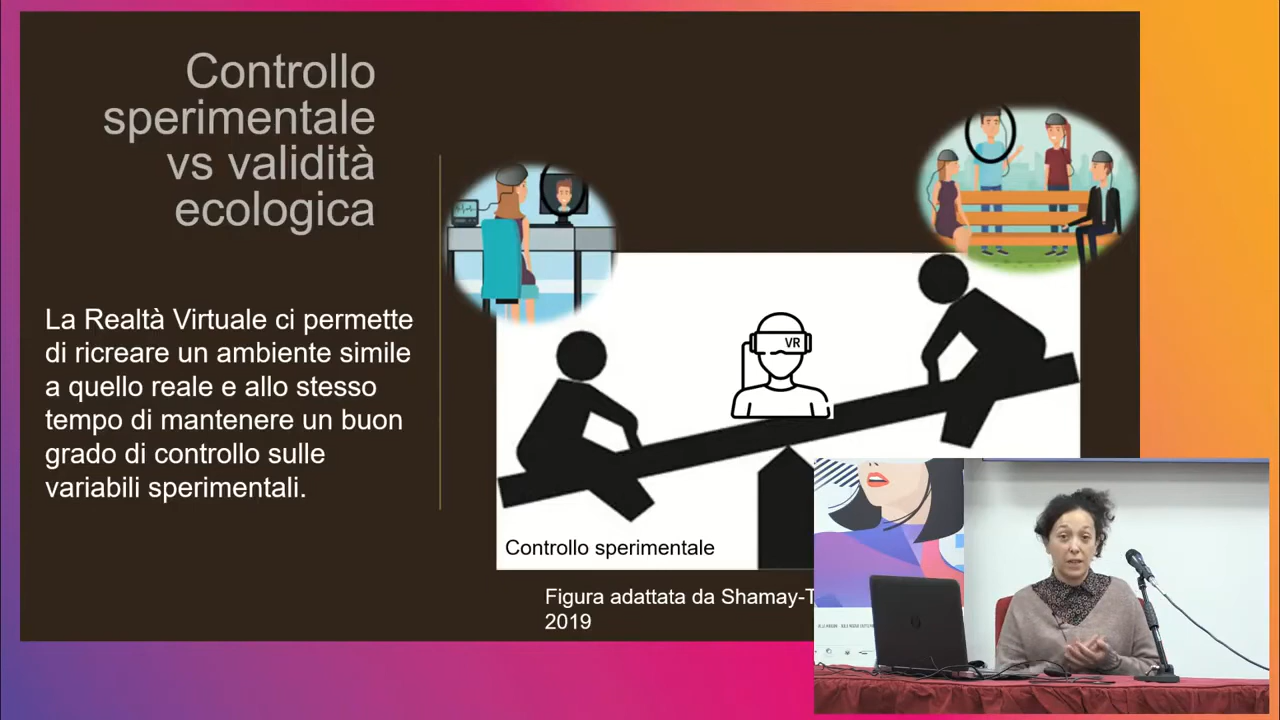 Controllo
sperimentale
vs validità
ecologica
La Realtà Virtuale ci permette
di ricreare un ambiente simile
a quello reale e allo stesso
tempo di mantenere un buon
grado di controllo sulle
variabili sperimentali.
VR
Controllo sperimentale
Figura adattata da Shamay-T
2019